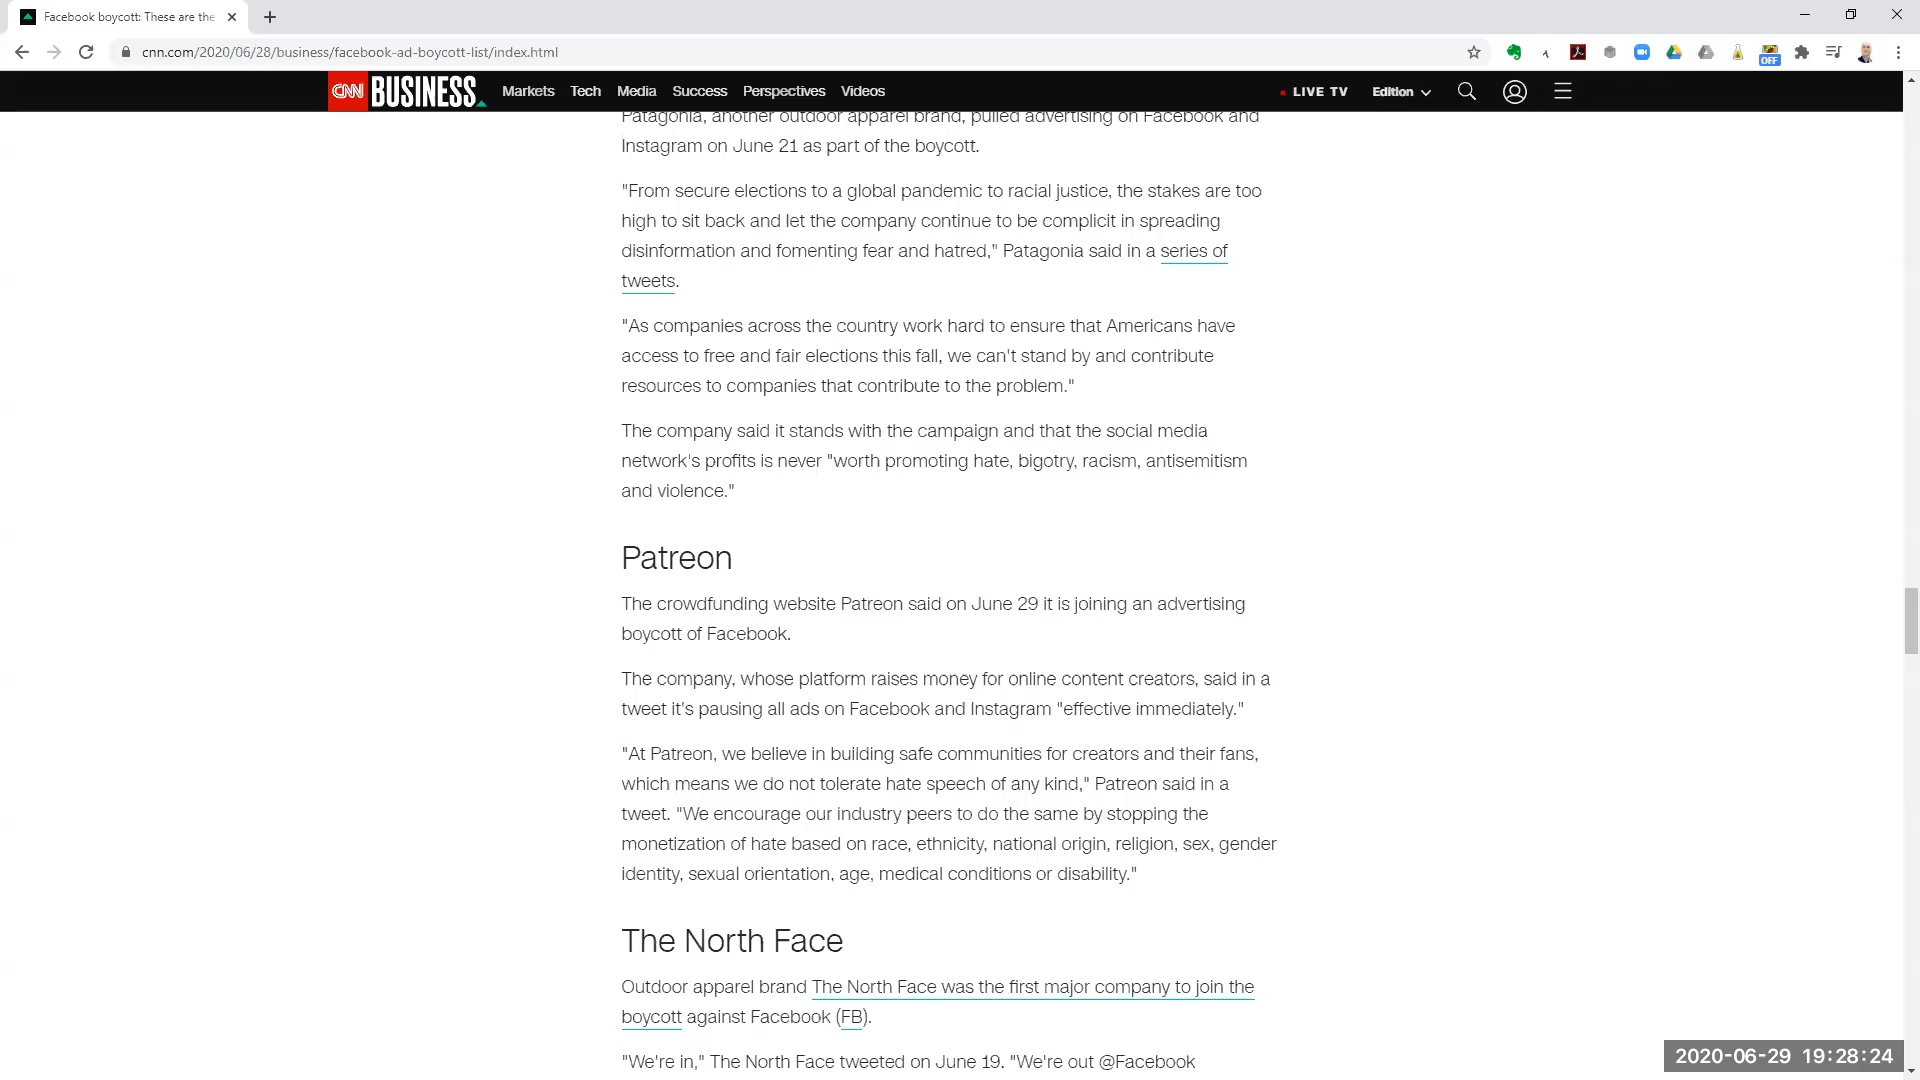 Facebook boycott: These are the
cnn.com/2020/06/28/business/facebook-ad-boycott-list/index.html
OFF
CNN BUSINESS Markets Tech Media Success Perspectives Videos LIVE TV Edition
Patagonia, another outdoor apparel brand, pulled advertising on Facebook and
Instagram on June 21 as part of the boycott.
"From secure elections to a global pandemic to racial justice, the stakes are too
high to sit back and let the company continue to be complicit in spreading
disinformation and fomenting fear and hatred," Patagonia said in a series of
tweets.
"As companies across the country work hard to ensure that Americans have
access to free and fair elections this fall, we can't stand by and contribute
resources to companies that contribute to the problem."
The company said it stands with the campaign and that the social media
network's profits is never "worth promoting hate, bigotry, racism, antisemitism
and violence."
Patreon
The crowdfunding website Patreon said on June 29 it is joining an advertising
boycott of Facebook.
The company, whose platform raises money for online content creators, said in a
tweet it's pausing all ads on Facebook and Instagram "effective immediately."
"At Patreon, we believe in building safe communities for creators and their fans,
which means we do not tolerate hate speech of any kind," Patreon said in a
tweet. "We encourage our industry peers to do the same by stopping the
monetization of hate based on race, ethnicity, national origin, religion, sex, gender
identity, sexual orientation, age, medical conditions or disability."
The North Face
Outdoor apparel brand The North Face was the first major company to join the
boycott against Facebook (FB).
"We're in," The North Face tweeted on June 19. "We're out @Facebook
2020-06-29 19:28:24